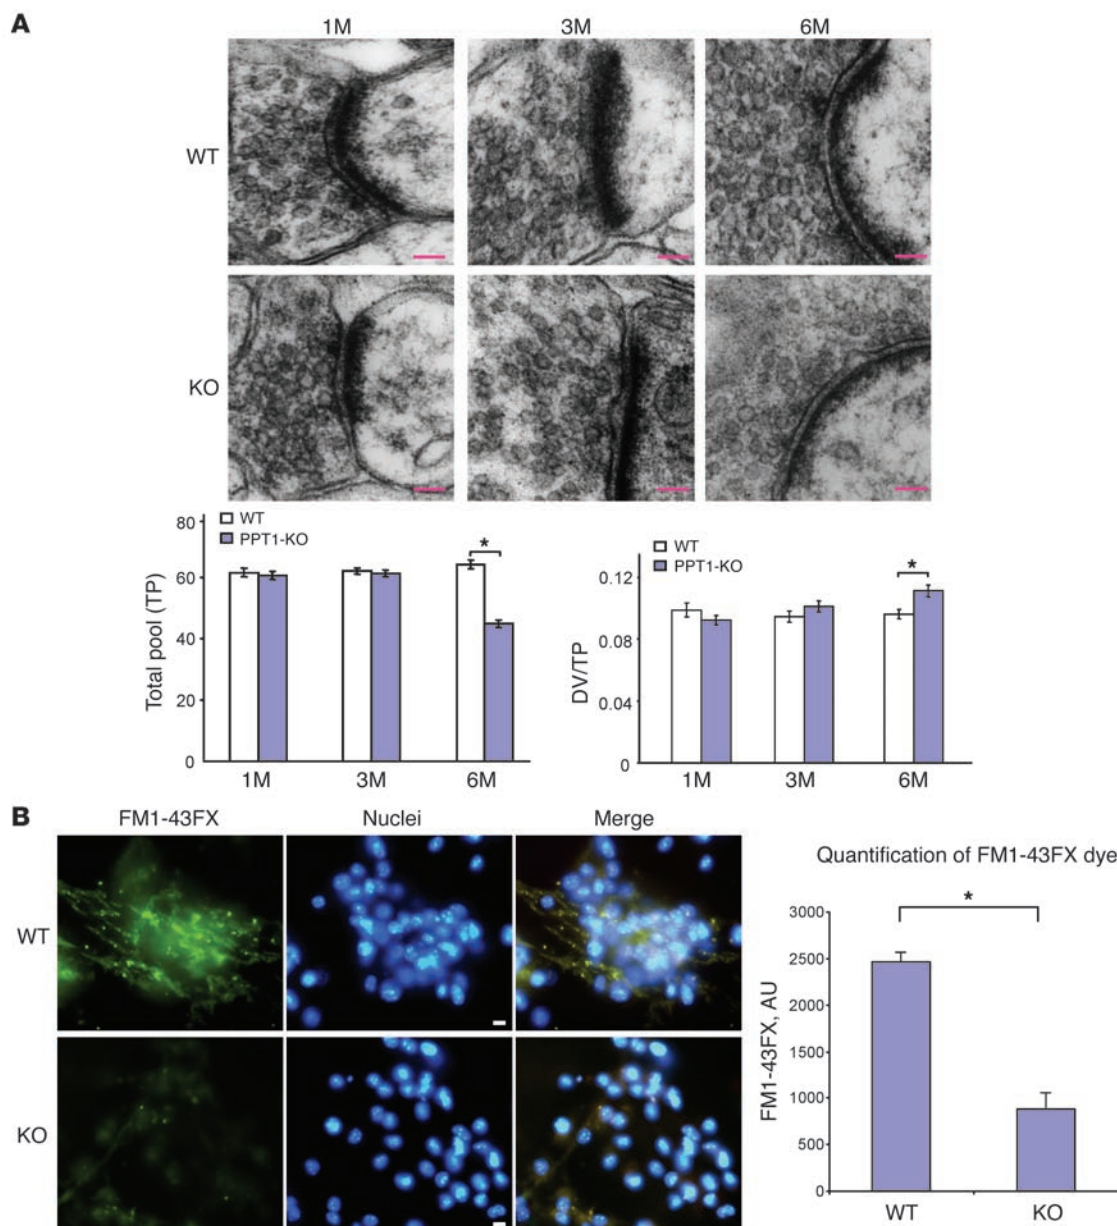 A
1M 3M 6M
WT
KO
80
60
40
20
0
Total pool (TP)
WT
PPT1-KO
*
1M 3M 6M
0.12
0.08
0.04
0
DV/TP
WT
PPT1-KO
*
1M 3M 6M
B
FM1-43FX Nuclei Merge
WT
KO
Quantification of FM1-43FX dye
*
3000
2500
2000
1500
1000
500
0
FM1-43FX, AU
WT KO